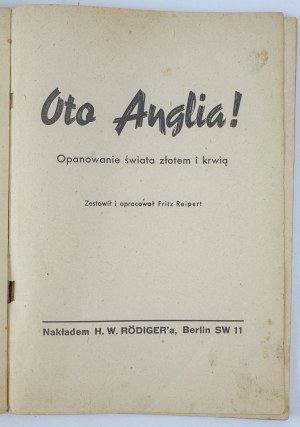 Oto Anglia!
Opanowanie świata złotem i krwią
Zestawił i opracował Fritz Reipert
Nakładem H. W. RÖDIGER'a, Berlin SW 11